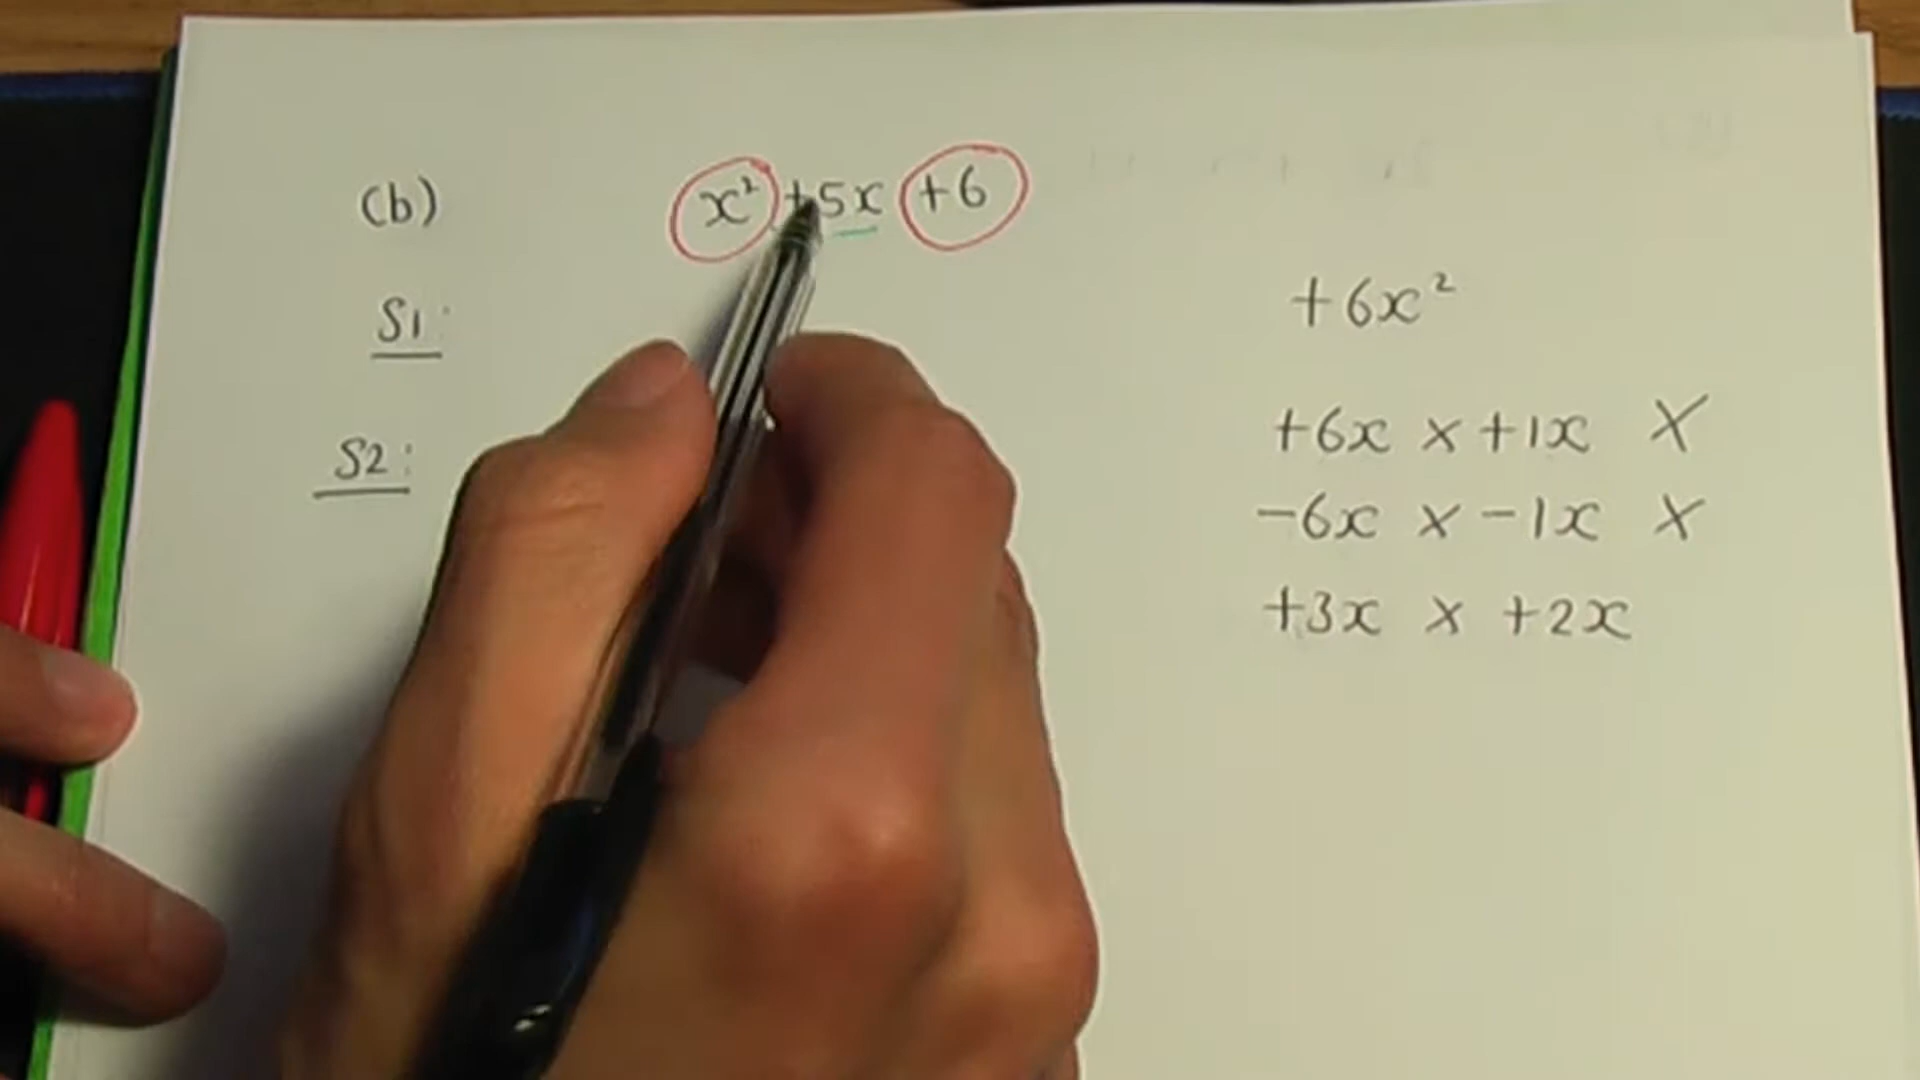 (b) x² +5x +6
S1:
+6x²
S2:
+6x x +1x X
-6x x -1x X
+3x x +2x